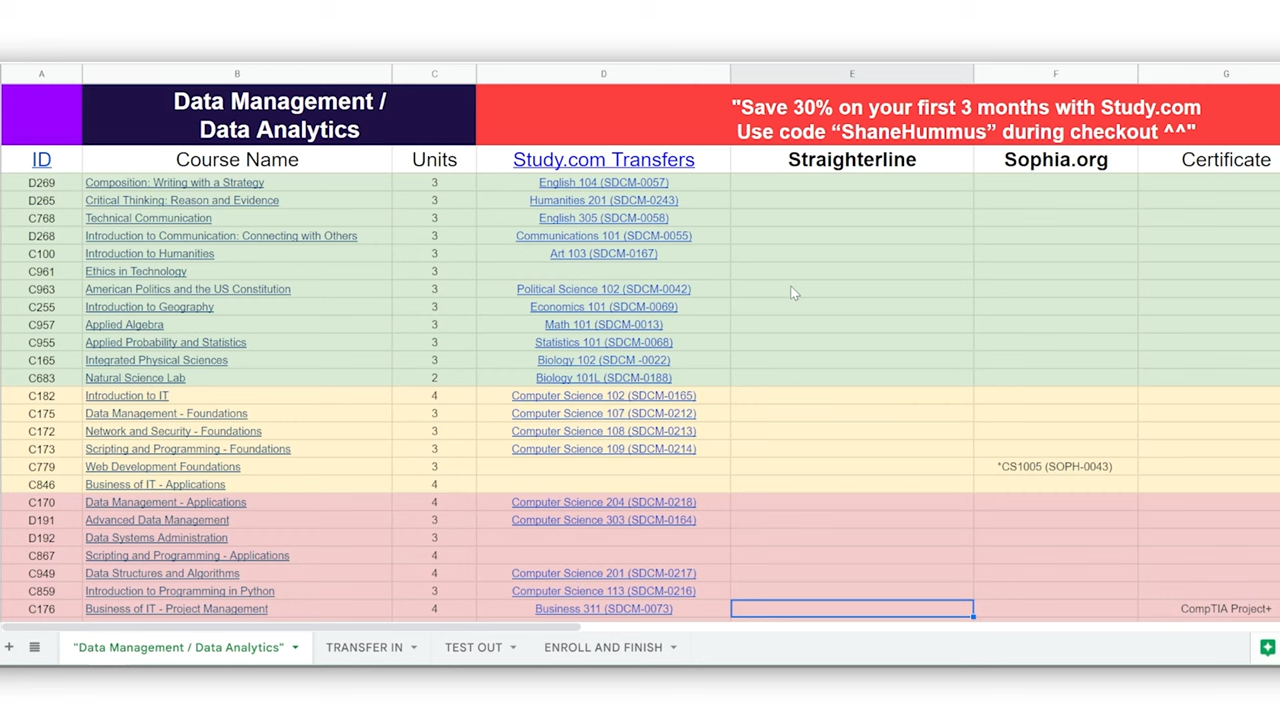 A B C D E F G
Data Management /
Data Analytics
"Save 30% on your first 3 months with Study.com
Use code “ShaneHummus” during checkout ^^"
ID Course Name Units Study.com Transfers Straighterline Sophia.org Certificate
D269 Composition: Writing with a Strategy 3 English 104 (SDCM-0057)
D265 Critical Thinking: Reason and Evidence 3 Humanities 201 (SDCM-0243)
C768 Technical Communication 3 English 305 (SDCM-0058)
D268 Introduction to Communication: Connecting with Others 3 Communications 101 (SDCM-0055)
C100 Introduction to Humanities 3 Art 103 (SDCM-0167)
C961 Ethics in Technology 3
C963 American Politics and the US Constitution 3 Political Science 102 (SDCM-0042)
C255 Introduction to Geography 3 Economics 101 (SDCM-0069)
C957 Applied Algebra 3 Math 101 (SDCM-0013)
C955 Applied Probability and Statistics 3 Statistics 101 (SDCM-0068)
C165 Integrated Physical Sciences 3 Biology 102 (SDCM -0022)
C683 Natural Science Lab 2 Biology 101L (SDCM-0188)
C182 Introduction to IT 4 Computer Science 102 (SDCM-0165)
C175 Data Management - Foundations 3 Computer Science 107 (SDCM-0212)
C172 Network and Security - Foundations 3 Computer Science 108 (SDCM-0213)
C173 Scripting and Programming - Foundations 3 Computer Science 109 (SDCM-0214)
C779 Web Development Foundations 3 *CS1005 (SOPH-0043)
C846 Business of IT - Applications 4
C170 Data Management - Applications 4 Computer Science 204 (SDCM-0218)
D191 Advanced Data Management 3 Computer Science 303 (SDCM-0164)
D192 Data Systems Administration 3
C867 Scripting and Programming - Applications 4
C949 Data Structures and Algorithms 4 Computer Science 201 (SDCM-0217)
C859 Introduction to Programming in Python 3 Computer Science 113 (SDCM-0216)
C176 Business of IT - Project Management 4 Business 311 (SDCM-0073) CompTIA Project+
"Data Management / Data Analytics" TRANSFER IN TEST OUT ENROLL AND FINISH